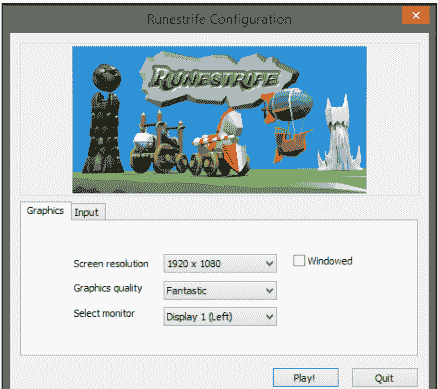 Runestrife Configuration
RUNESTRIFE
Graphics Input
Screen resolution 1920 x 1080 Windowed
Graphics quality Fantastic
Select monitor Display 1 (Left)
Play! Quit